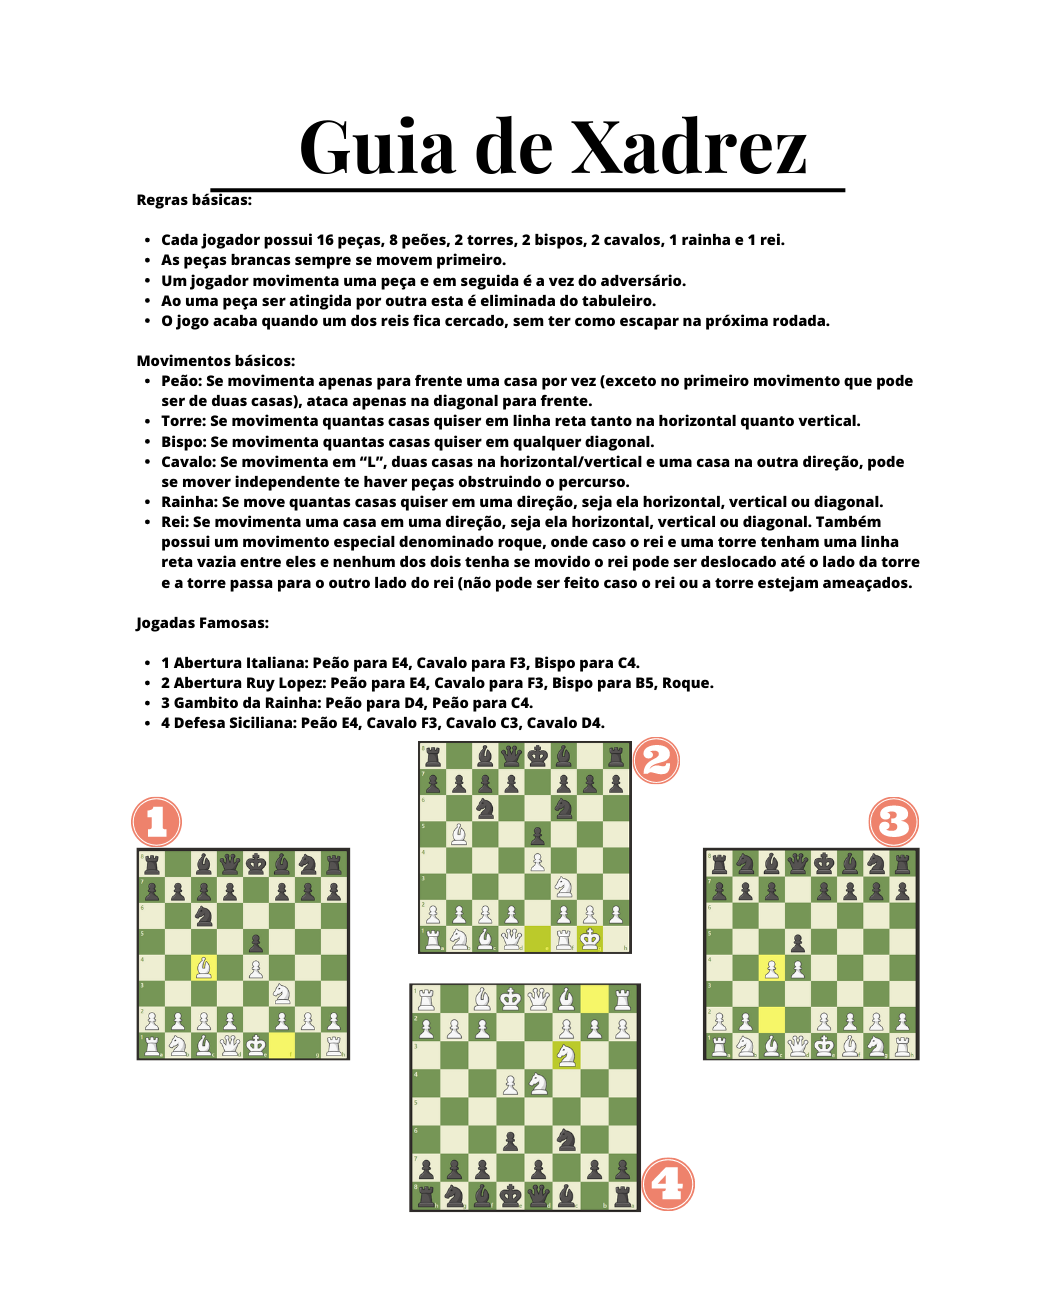 Guia de Xadrez
Regras básicas:
• Cada jogador possui 16 peças, 8 peões, 2 torres, 2 bispos, 2 cavalos, 1 rainha e 1 rei.
• As peças brancas sempre se movem primeiro.
• Um jogador movimenta uma peça e em seguida é a vez do adversário.
• Ao uma peça ser atingida por outra esta é eliminada do tabuleiro.
• O jogo acaba quando um dos reis fica cercado, sem ter como escapar na próxima rodada.
Movimentos básicos:
• Peão: Se movimenta apenas para frente uma casa por vez (exceto no primeiro movimento que pode
ser de duas casas), ataca apenas na diagonal para frente.
• Torre: Se movimenta quantas casas quiser em linha reta tanto na horizontal quanto vertical.
• Bispo: Se movimenta quantas casas quiser em qualquer diagonal.
• Cavalo: Se movimenta em “L”, duas casas na horizontal/vertical e uma casa na outra direção, pode
se mover independente te haver peças obstruindo o percurso.
• Rainha: Se move quantas casas quiser em uma direção, seja ela horizontal, vertical ou diagonal.
• Rei: Se movimenta uma casa em uma direção, seja ela horizontal, vertical ou diagonal. Também
possui um movimento especial denominado roque, onde caso o rei e uma torre tenham uma linha
reta vazia entre eles e nenhum dos dois tenha se movido o rei pode ser deslocado até o lado da torre
e a torre passa para o outro lado do rei (não pode ser feito caso o rei ou a torre estejam ameaçados.
Jogadas Famosas:
• 1 Abertura Italiana: Peão para E4, Cavalo para F3, Bispo para C4.
• 2 Abertura Ruy Lopez: Peão para E4, Cavalo para F3, Bispo para B5, Roque.
• 3 Gambito da Rainha: Peão para D4, Peão para C4.
• 4 Defesa Siciliana: Peão E4, Cavalo F3, Cavalo C3, Cavalo D4.
2
1
3
4